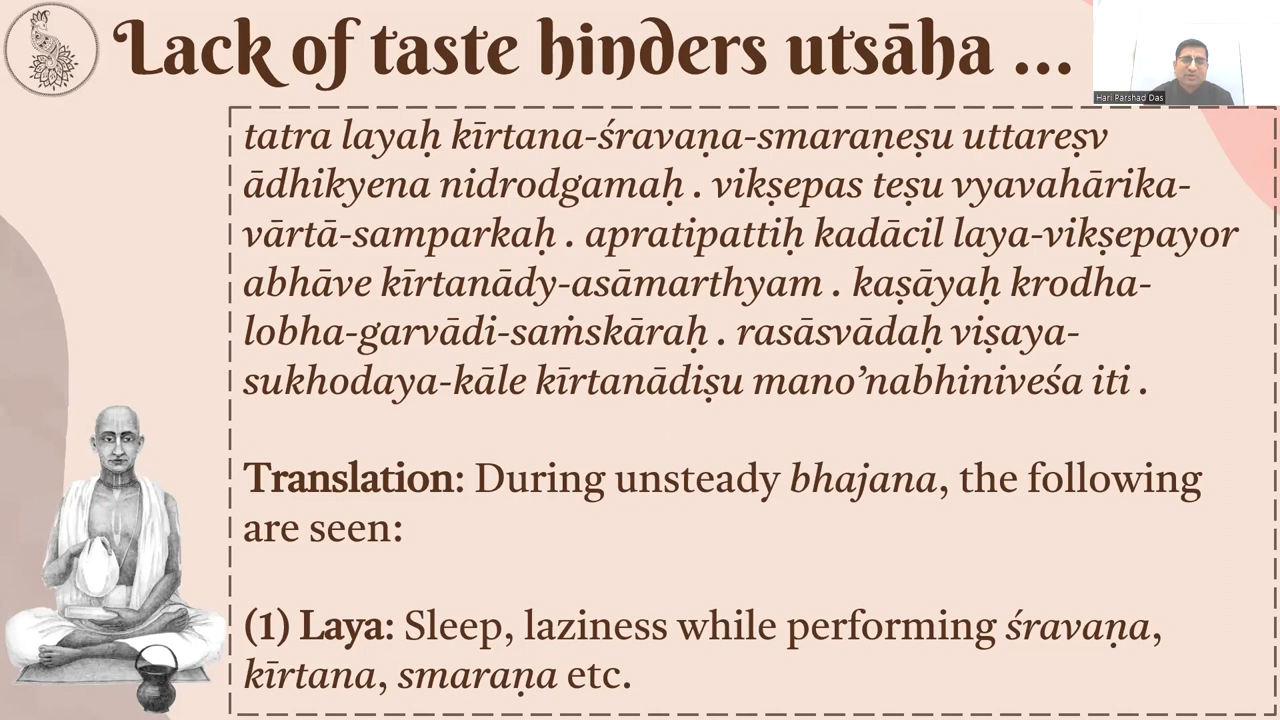 Lack of taste hinders utsāha ...
Hari Parshad Das
tatra layaḥ kīrtana-śravaṇa-smaraṇeṣu uttareṣv
ādhikyena nidrodgamaḥ . vikṣepas teṣu vyavahārika-
vārtā-samparkaḥ . apratipattiḥ kadācil laya-vikṣepayor
abhāve kīrtanādy-asāmarthyam . kaṣāyaḥ krodha-
lobha-garvādi-saṁskāraḥ . rasāsvādaḥ viṣaya-
sukhodaya-kāle kīrtanādiṣu mano’nabhiniveśa iti .
Translation: During unsteady bhajana, the following
are seen:
(1) Laya: Sleep, laziness while performing śravaṇa,
kīrtana, smaraṇa etc.